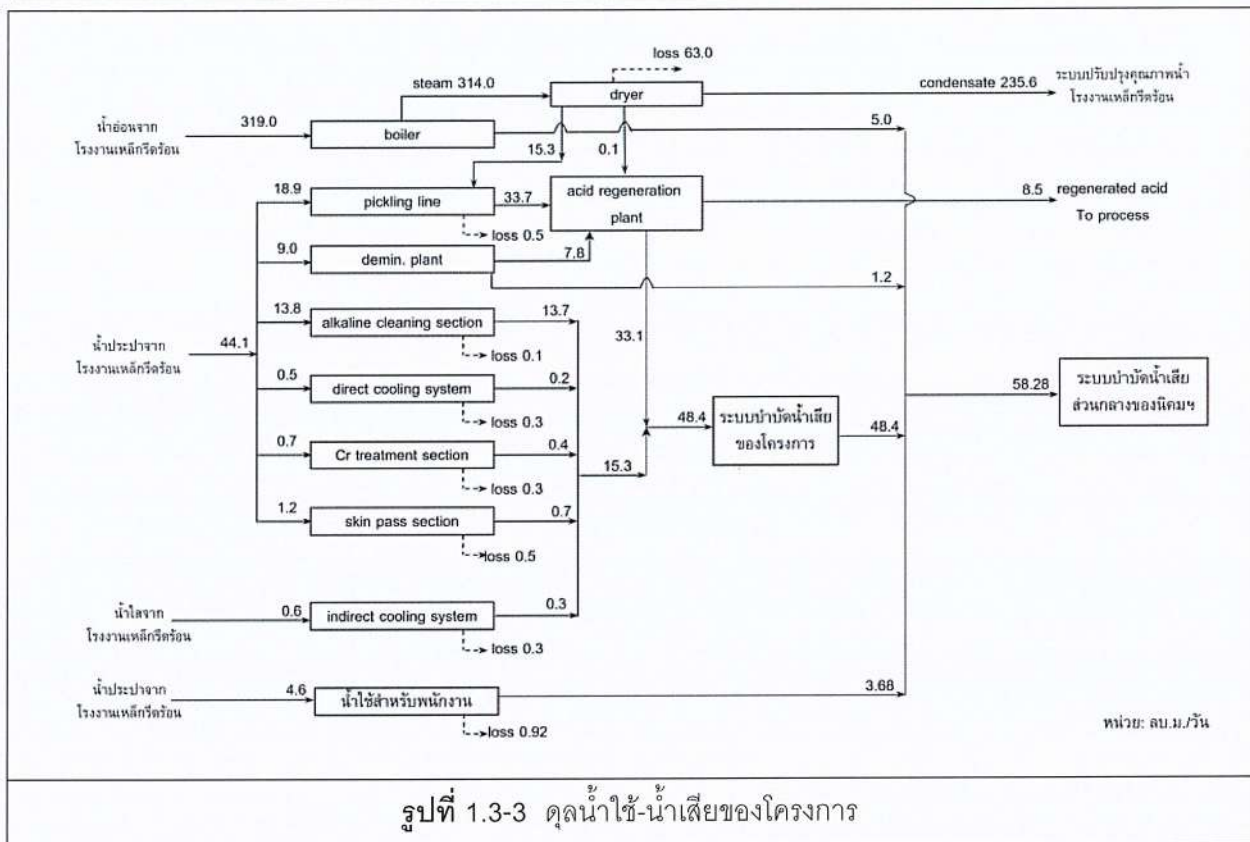 loss 63.0
steam 314.0
dryer
condensate 235.6
ระบบปรับปรุงคุณภาพน้ำ
โรงงานเหล็กรีดร้อน
น้ำอ่อนจาก
โรงงานเหล็กรีดร้อน
319.0
boiler
5.0
15.3
0.1
18.9
pickling line
33.7
loss 0.5
acid regeneration
plant
8.5
regenerated acid
To process
9.0
demin. plant
7.8
1.2
13.8
alkaline cleaning section
13.7
loss 0.1
33.1
น้ำประปาจาก
โรงงานเหล็กรีดร้อน
44.1
0.5
direct cooling system
0.2
loss 0.3
58.28
ระบบบำบัดน้ำเสีย
ส่วนกลางของนิคมฯ
0.7
Cr treatment section
0.4
loss 0.3
15.3
48.4
ระบบบำบัดน้ำเสีย
ของโครงการ
48.4
1.2
skin pass section
0.7
loss 0.5
น้ำใสจาก
โรงงานเหล็กรีดร้อน
0.6
indirect cooling system
0.3
loss 0.3
น้ำประปาจาก
โรงงานเหล็กรีดร้อน
4.6
น้ำใช้สำหรับพนักงาน
3.68
loss 0.92
หน่วย: ลบ.ม./วัน
รูปที่ 1.3-3 ดุลน้ำใช้-น้ำเสียของโครงการ